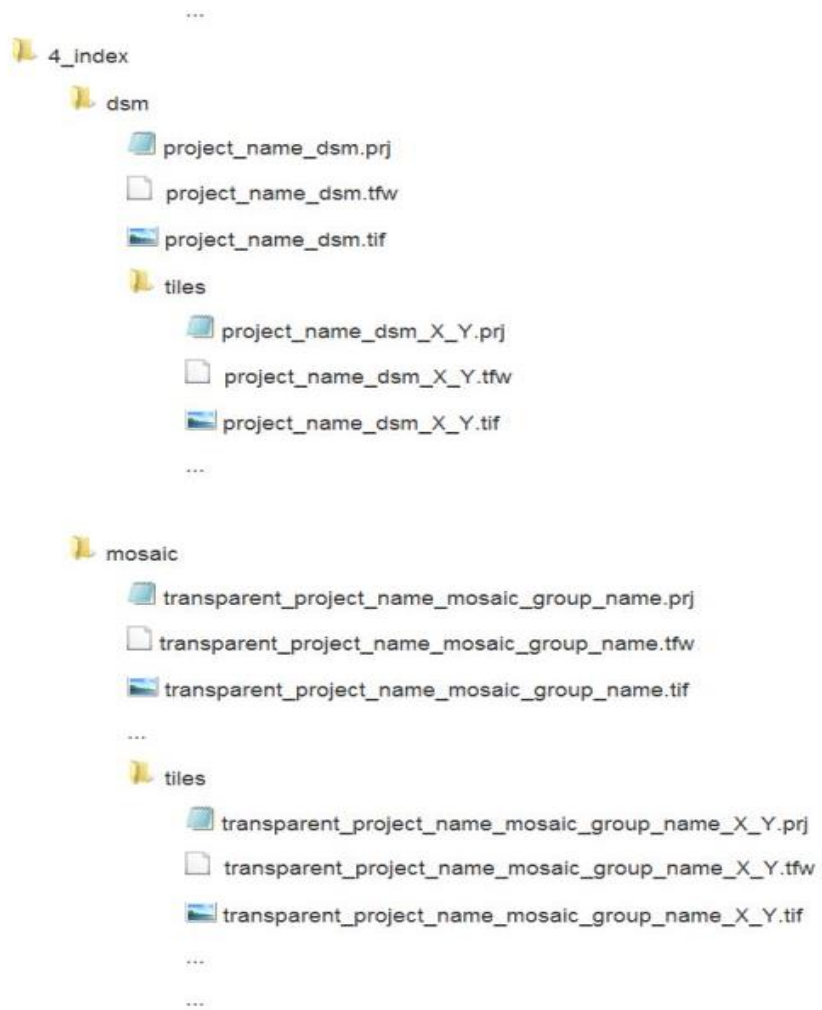 ...
4_index
dsm
project_name_dsm.prj
project_name_dsm.tfw
project_name_dsm.tif
tiles
project_name_dsm_X_Y.prj
project_name_dsm_X_Y.tfw
project_name_dsm_X_Y.tif
...
mosaic
transparent_project_name_mosaic_group_name.prj
transparent_project_name_mosaic_group_name.tfw
transparent_project_name_mosaic_group_name.tif
...
tiles
transparent_project_name_mosaic_group_name_X_Y.prj
transparent_project_name_mosaic_group_name_X_Y.tfw
transparent_project_name_mosaic_group_name_X_Y.tif
...
...